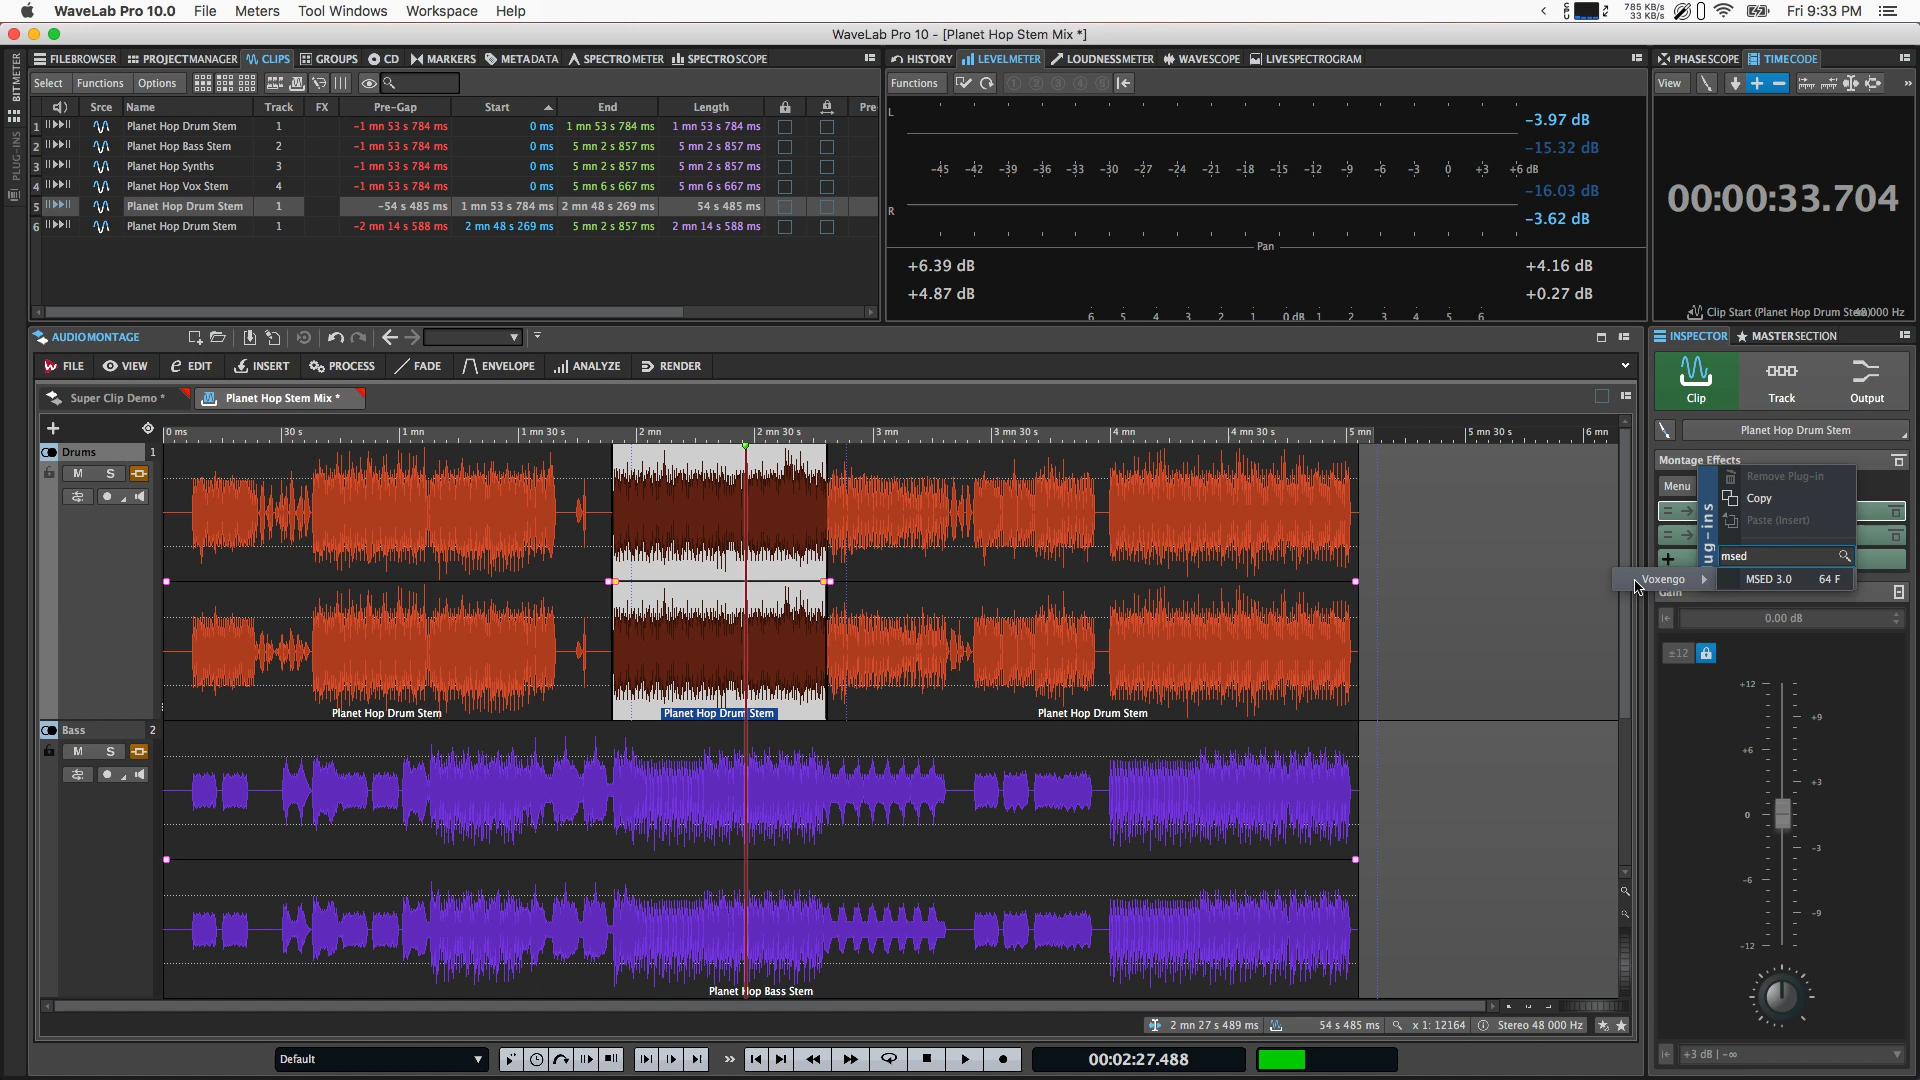 WaveLab Pro 10.0 File Meters Tool Windows Workspace Help
785 KB/s
33 KB/s
Fri 9:33 PM
WaveLab Pro 10 - [Planet Hop Stem Mix *]
BITMETER
PLUG-INS
FILEBROWSER PROJECTMANAGER CLIPS GROUPS CD MARKERS METADATA SPECTROMETER SPECTROSCOPE
Select Functions Options
Srce Name Track FX Pre-Gap Start End Length Pre
1 Planet Hop Drum Stem 1 -1 mn 53 s 784 ms 0 ms 1 mn 53 s 784 ms 1 mn 53 s 784 ms
2 Planet Hop Bass Stem 2 -1 mn 53 s 784 ms 0 ms 5 mn 2 s 857 ms 5 mn 2 s 857 ms
3 Planet Hop Synths 3 -1 mn 53 s 784 ms 0 ms 5 mn 2 s 857 ms 5 mn 2 s 857 ms
4 Planet Hop Vox Stem 4 -1 mn 53 s 784 ms 0 ms 5 mn 6 s 667 ms 5 mn 6 s 667 ms
5 Planet Hop Drum Stem 1 -54 s 485 ms 1 mn 53 s 784 ms 2 mn 48 s 269 ms 54 s 485 ms
6 Planet Hop Drum Stem 1 -2 mn 14 s 588 ms 2 mn 48 s 269 ms 5 mn 2 s 857 ms 2 mn 14 s 588 ms
HISTORY LEVELMETER LOUDNESSMETER WAVESCOPE LIVESPECTROGRAM
Functions 1 2 3 4 5
L
-3.97 dB
-15.32 dB
-45 -42 -39 -36 -33 -30 -27 -24 -21 -18 -15 -12 -9 -6 -3 0 +3 +6 dB
-16.03 dB
R
-3.62 dB
Pan
+6.39 dB +4.16 dB
+4.87 dB +0.27 dB
6 5 4 3 2 1 0 dB 1 2 3 4 5 6
PHASESCOPE TIMECODE
View
00:00:33.704
Clip Start (Planet Hop Drum
000 Hz
AUDIOMONTAGE
FILE VIEW EDIT INSERT PROCESS FADE ENVELOPE ANALYZE RENDER
Super Clip Demo * Planet Hop Stem Mix *
0 ms 30 s 1 mn 1 mn 30 s 2 mn 2 mn 30 s 3 mn 3 mn 30 s 4 mn 4 mn 30 s 5 mn 5 mn 30 s 6 mn
Drums 1
M S
Planet Hop Drum Stem Planet Hop Drum Stem Planet Hop Drum Stem
Bass 2
M S
Planet Hop Bass Stem
2 mn 27 s 489 ms 54 s 485 ms x 1: 12164 Stereo 48 000 Hz
INSPECTOR MASTERSECTION
Clip Track Output
Planet Hop Drum Stem
Montage Effects
Menu
ug-ins
Remove Plug-in
Copy
Paste (Insert)
msed
Voxengo MSED 3.0 64 F
Gain
0.00 dB
±12
+12
+9
+6
+3
0
-3
-6
-9
-12
+3 dB | -∞
Default
00:02:27.488